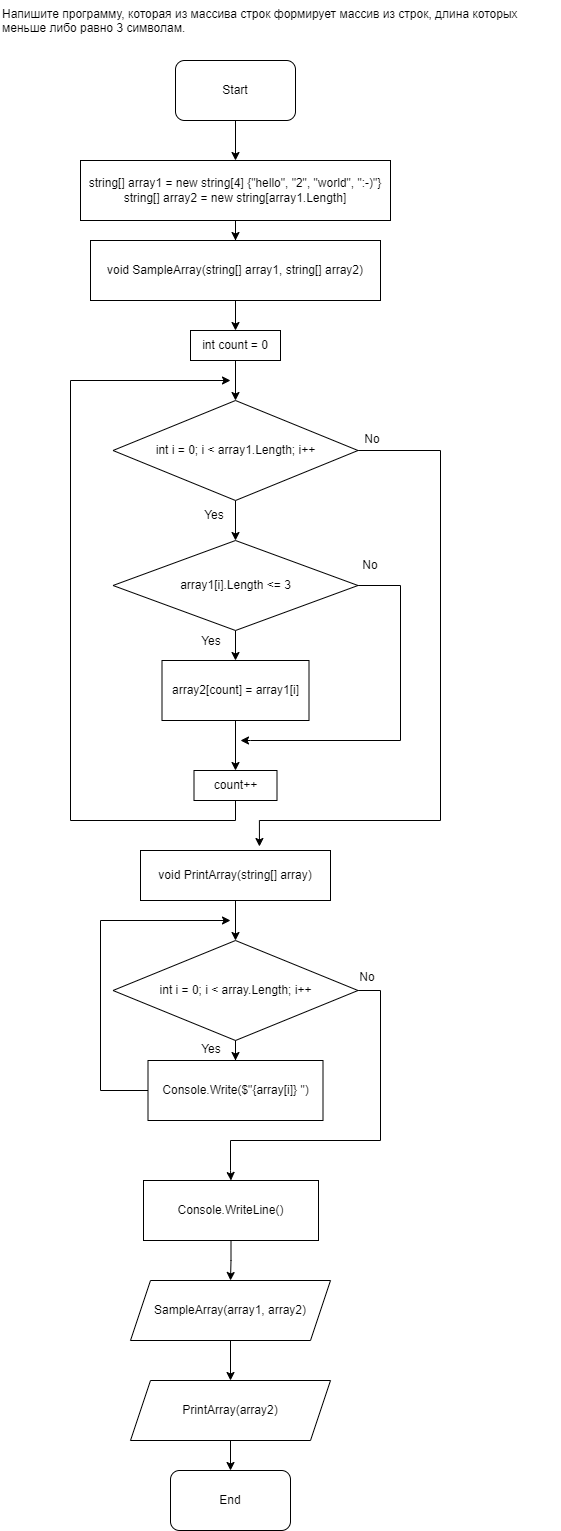 Напишите программу, которая из массива строк формирует массив из строк, длина которых
меньше либо равно 3 символам.
Start
string[] array1 = new string[4] {"hello", "2", "world", ":-)"}
string[] array2 = new string[array1.Length]
void SampleArray(string[] array1, string[] array2)
int count = 0
int i = 0; i < array1.Length; i++
No
Yes
No
array1[i].Length <= 3
Yes
array2[count] = array1[i]
count++
void PrintArray(string[] array)
No
int i = 0; i < array.Length; i++
Yes
Console.Write($"{array[i]} ")
Console.WriteLine()
SampleArray(array1, array2)
PrintArray(array2)
End